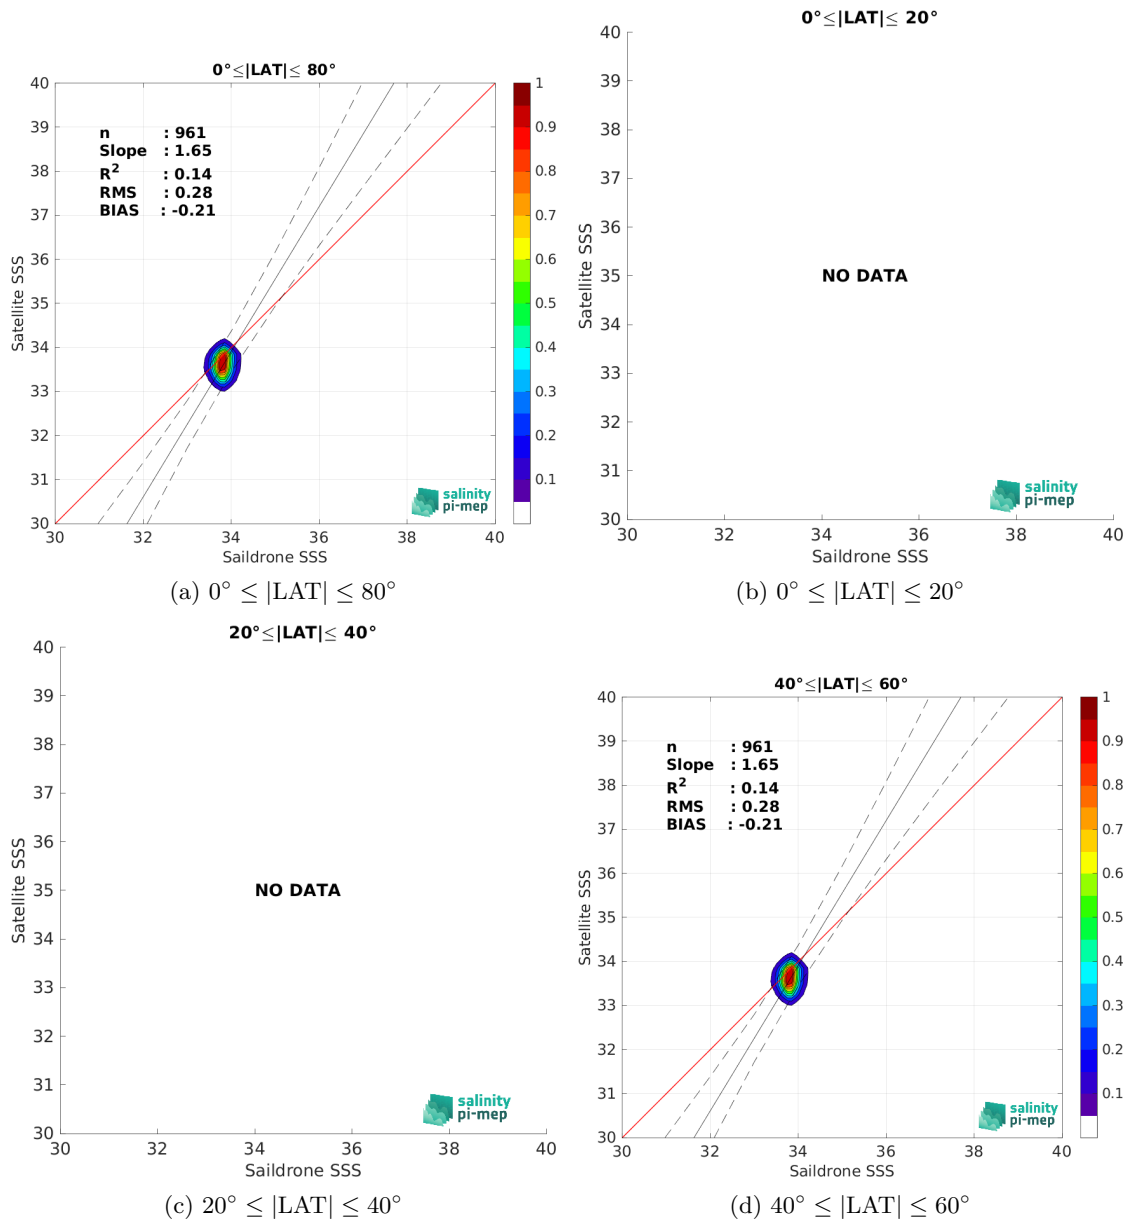 0°≤|LAT|≤ 80°
40
39
38
37
36
35
34
33
32
31
30
Satellite SSS
n : 961
Slope : 1.65
R² : 0.14
RMS : 0.28
BIAS : -0.21
salinity
pi-mep
30 32 34 36 38 40
Saildrone SSS
1
0.9
0.8
0.7
0.6
0.5
0.4
0.3
0.2
0.1
(a) 0° ≤ |LAT| ≤ 80°
0°≤|LAT|≤ 20°
40
39
38
37
36
35
34
33
32
31
30
Satellite SSS
NO DATA
salinity
pi-mep
30 32 34 36 38 40
Saildrone SSS
(b) 0° ≤ |LAT| ≤ 20°
20°≤|LAT|≤ 40°
40
39
38
37
36
35
34
33
32
31
30
Satellite SSS
NO DATA
salinity
pi-mep
30 32 34 36 38 40
Saildrone SSS
(c) 20° ≤ |LAT| ≤ 40°
40°≤|LAT|≤ 60°
40
39
38
37
36
35
34
33
32
31
30
Satellite SSS
n : 961
Slope : 1.65
R² : 0.14
RMS : 0.28
BIAS : -0.21
salinity
pi-mep
30 32 34 36 38 40
Saildrone SSS
1
0.9
0.8
0.7
0.6
0.5
0.4
0.3
0.2
0.1
(d) 40° ≤ |LAT| ≤ 60°